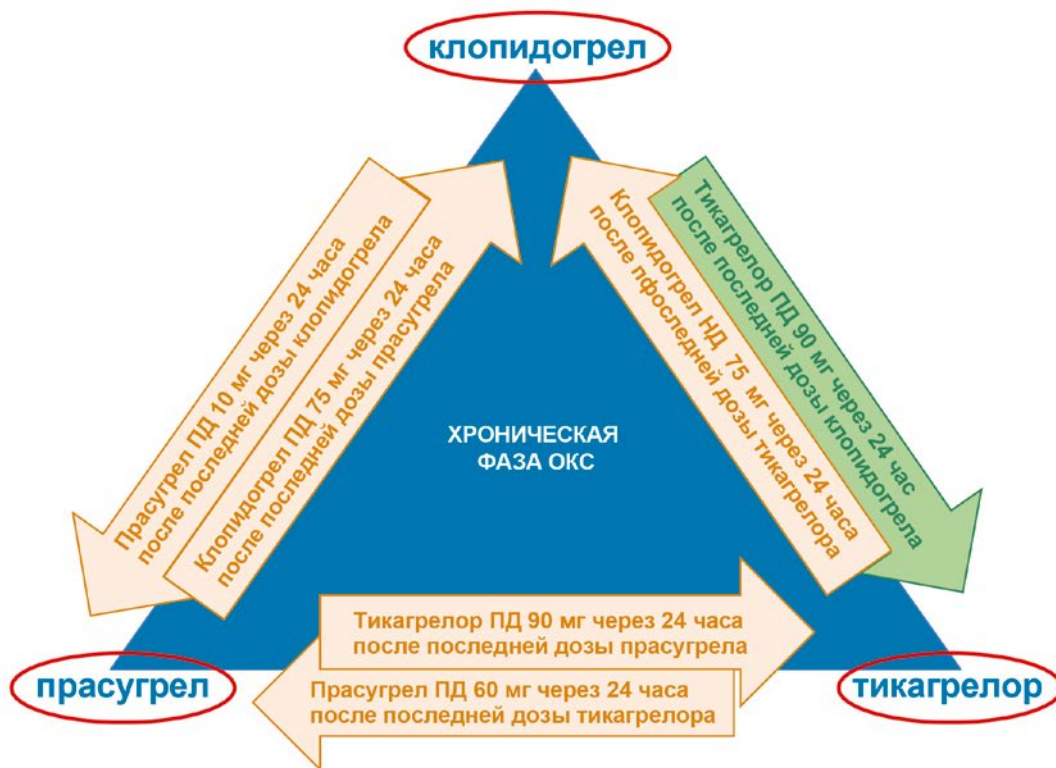 клопидогрел
Прасугрел ПД 10 мг через 24 часа
после последней дозы клопидогрела
Клопидогрел ПД 75 мг через 24 часа
после последней дозы прасугрела
Клопидогрел НД 75 мг через 24 часа
после пфоследней дозы тикагрелора
Тикагрелор ПД 90 мг через 24 час
после последней дозы клопидогрела
ХРОНИЧЕСКАЯ
ФАЗА ОКС
Тикагрелор ПД 90 мг через 24 часа
после последней дозы прасугрела
прасугрел
Прасугрел ПД 60 мг через 24 часа
после последней дозы тикагрелора
тикагрелор